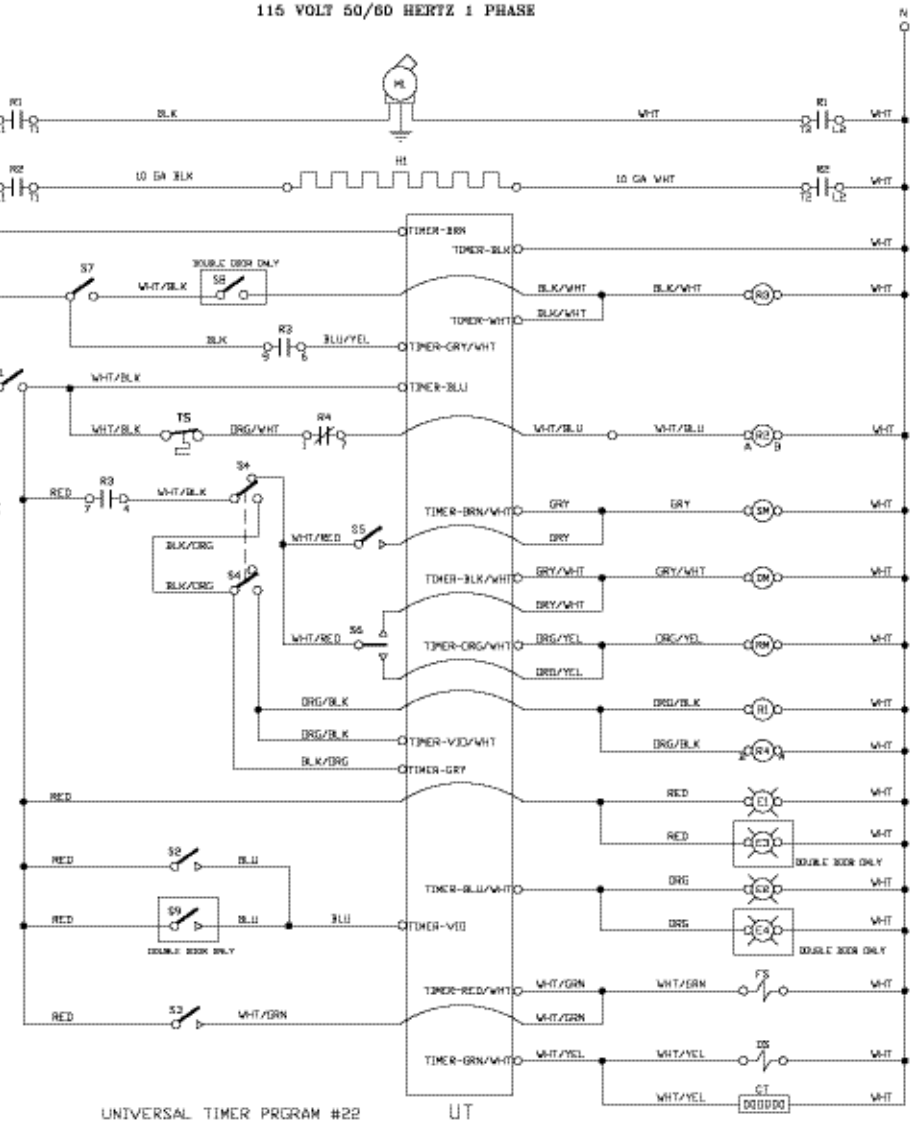 115 VOLT 50/60 HERTZ 1 PHASE
N
M1
R1 BLK WHT R1 WHT
T1 T2 L2
H1
R2 10 GA BLK 10 GA WHT R2 WHT
T1 T2 L2
TIMER-BRN
TIMER-BLK WHT
S7 DOUBLE DOOR ONLY
WHT/BLK S8 BLK/WHT BLK/WHT R3 WHT
TIMER-WHT BLK/WHT
R3
BLK BLU/YEL TIMER-GRY/WHT
9 6
WHT/BLK TIMER-BLU
TS R4
WHT/BLK ORG/WHT WHT/BLU WHT/BLU R2 WHT
1 7 A B
R3 S4
RED WHT/BLK
7 4
TIMER-BRN/WHT GRY GRY SM WHT
WHT/RED S5 GRY
BLK/ORG
S4
BLK/ORG
TIMER-BLK/WHT GRY/WHT GRY/WHT DM WHT
GRY/WHT
WHT/RED S6 TIMER-ORG/WHT ORG/YEL ORG/YEL RM WHT
ORG/YEL
ORG/BLK ORG/BLK R1 WHT
ORG/BLK TIMER-VIO/WHT ORG/BLK R4 WHT
BLK/ORG TIMER-GRY
RED RED E1 WHT
RED E3 WHT
DOUBLE DOOR ONLY
RED S2 BLU
TIMER-BLU/WHT ORG E2 WHT
RED S9 BLU BLU TIMER-VIO ORG E4 WHT
DOUBLE DOOR ONLY DOUBLE DOOR ONLY
TIMER-RED/WHT WHT/GRN WHT/GRN FS WHT
RED S3 WHT/GRN WHT/GRN
TIMER-GRN/WHT WHT/YEL WHT/YEL DS WHT
WHT/YEL CT WHT
UNIVERSAL TIMER PRGRAM #22 UT